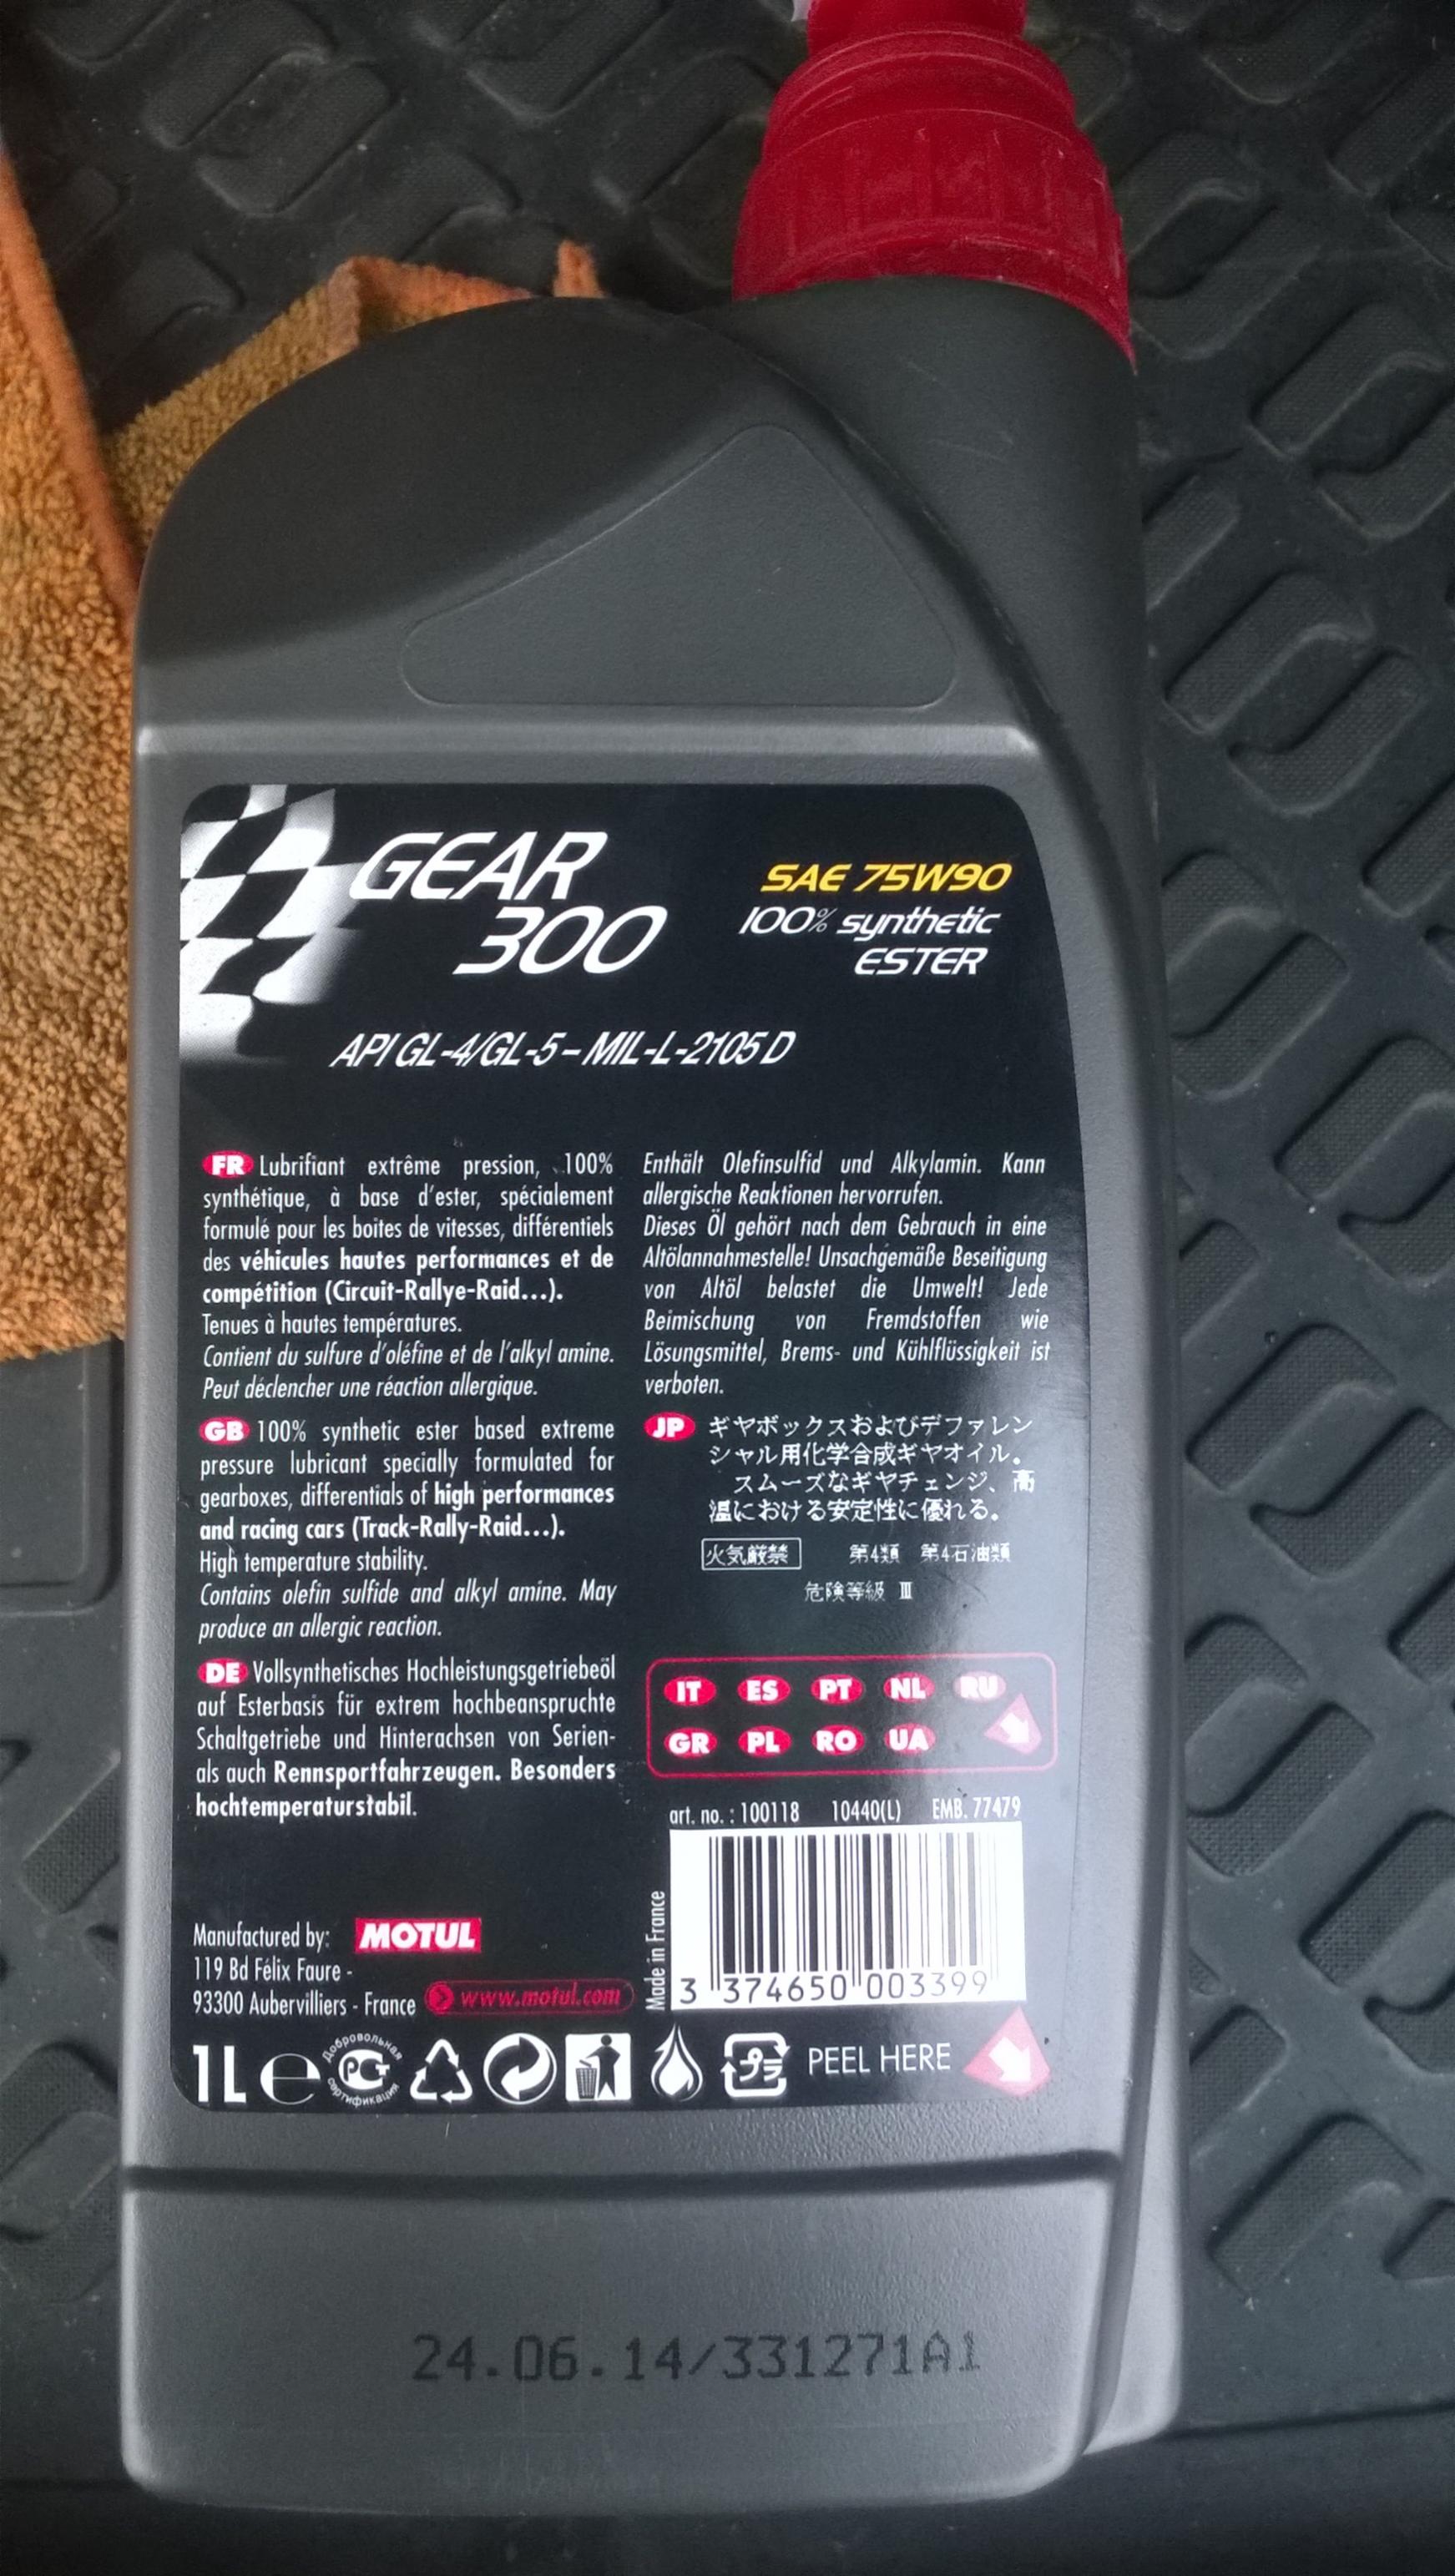 GEAR
300
SAE 75W90
100% synthetic
ESTER
API GL-4/GL-5 - MIL-L-2105 D
FR Lubrifiant extrême pression, 100%
synthétique, à base d'ester, spécialement
formulé pour les boites de vitesses, différentiels
des véhicules hautes performances et de
compétition (Circuit-Rallye-Raid...).
Tenues à hautes températures.
Contient du sulfure d'oléfine et de l'alkyl amine.
Peut déclencher une réaction allergique.
GB 100% synthetic ester based extreme
pressure lubricant specially formulated for
gearboxes, differentials of high performances
and racing cars (Track-Rally-Raid...).
High temperature stability.
Contains olefin sulfide and alkyl amine. May
produce an allergic reaction.
DE Vollsynthetisches Hochleistungsgetriebeöl
auf Esterbasis für extrem hochbeanspruchte
Schaltgetriebe und Hinterachsen von Serien-
als auch Rennsportfahrzeugen. Besonders
hochtemperaturstabil.
Enthält Olefinsulfid und Alkylamin. Kann
allergische Reaktionen hervorrufen.
Dieses Öl gehört nach dem Gebrauch in eine
Altölannahmestelle! Unsachgemäße Beseitigung
von Altöl belastet die Umwelt! Jede
Beimischung von Fremdstoffen wie
Lösungsmittel, Brems- und Kühlflüssigkeit ist
verboten.
JP ギヤボックスおよびデファレン
シャル用化学合成ギヤオイル。
スムーズなギヤチェンジ、高
温における安定性に優れる。
火気厳禁 第4類 第4石油類
危険等級 Ⅲ
IT ES PT NL RU
GR PL RO UA
art. no. : 100118 10440(L) EMB. 77479
Made in France
3 374650 003399
Manufactured by: MOTUL
119 Bd Félix Faure -
93300 Aubervilliers - France
www.motul.com
1L e
Добровольная
РСТ
сертификация
プラ
PEEL HERE
24.06.14/331271A1